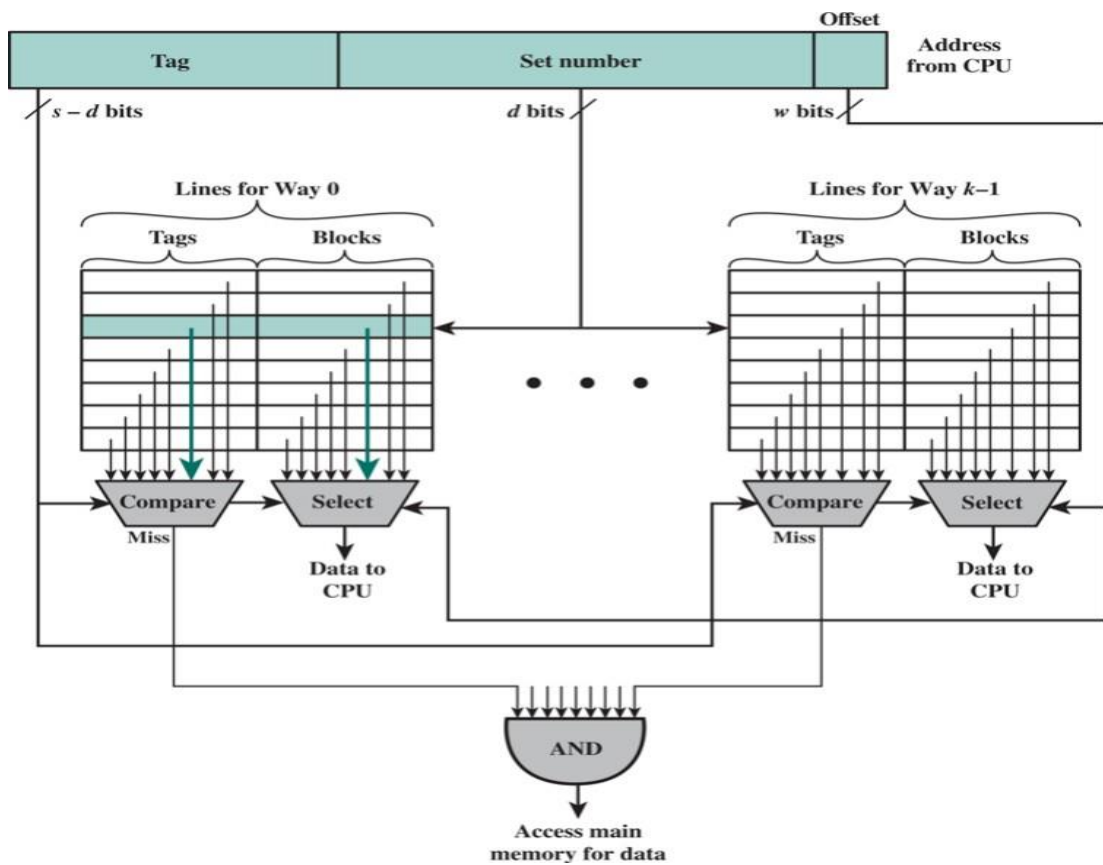 Offset
Tag
Set number
Address
from CPU
s – d bits
d bits
w bits
Lines for Way 0
Lines for Way k–1
Tags
Blocks
Tags
Blocks
Compare
Select
Compare
Select
Miss
Miss
Data to
CPU
Data to
CPU
AND
Access main
memory for data